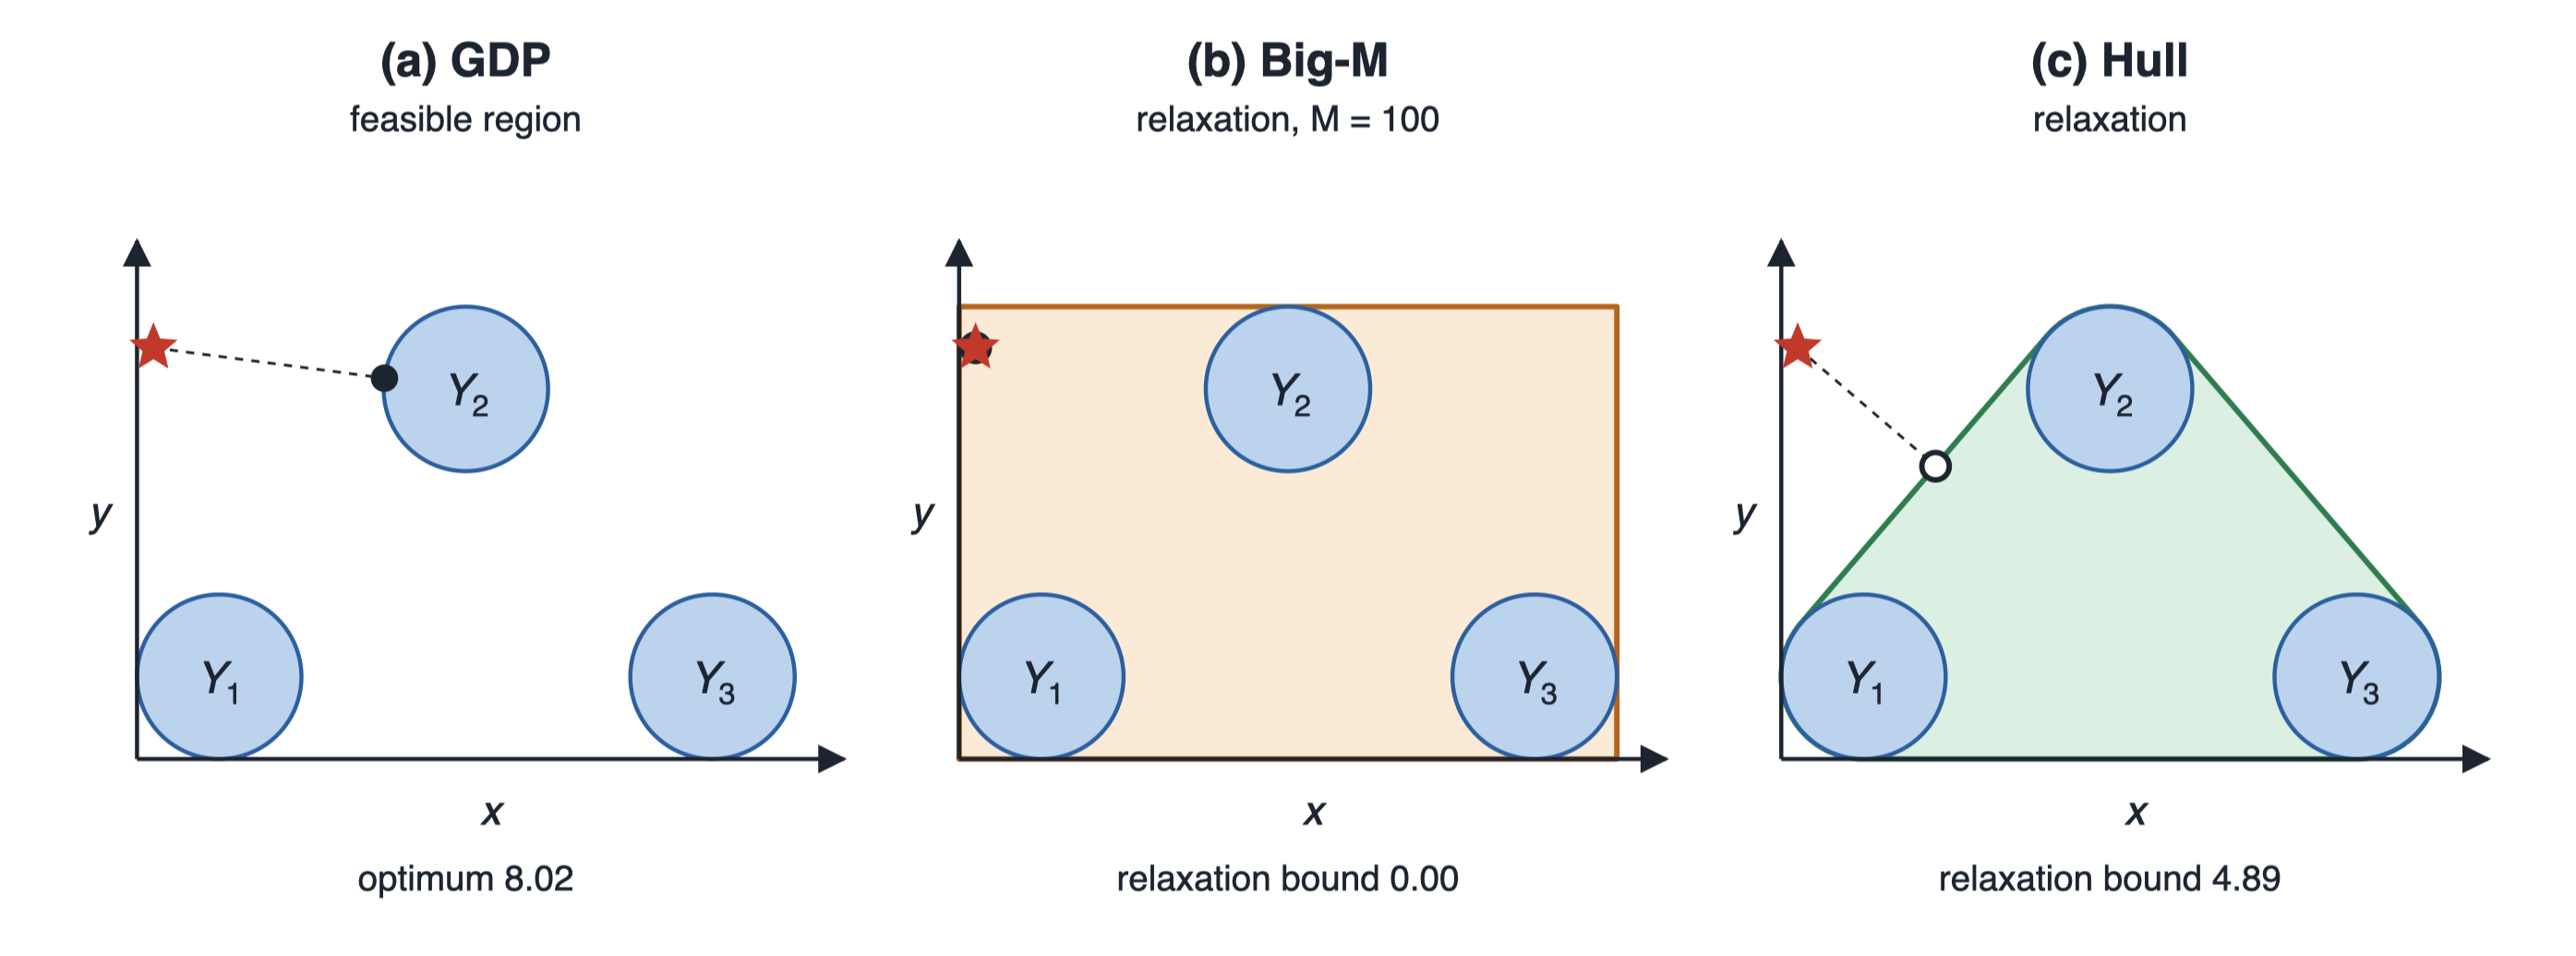 (a) GDP
feasible region
y
Y₂
Y₁
Y₃
x
optimum 8.02
(b) Big-M
relaxation, M = 100
y
Y₂
Y₁
Y₃
x
relaxation bound 0.00
(c) Hull
relaxation
y
Y₂
Y₁
Y₃
x
relaxation bound 4.89